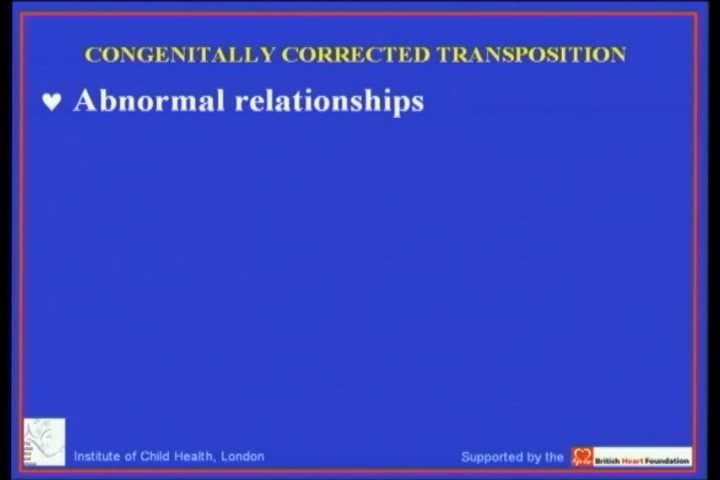 CONGENITALLY CORRECTED TRANSPOSITION
♥ Abnormal relationships
Institute of Child Health, London
Supported by the
British Heart Foundation